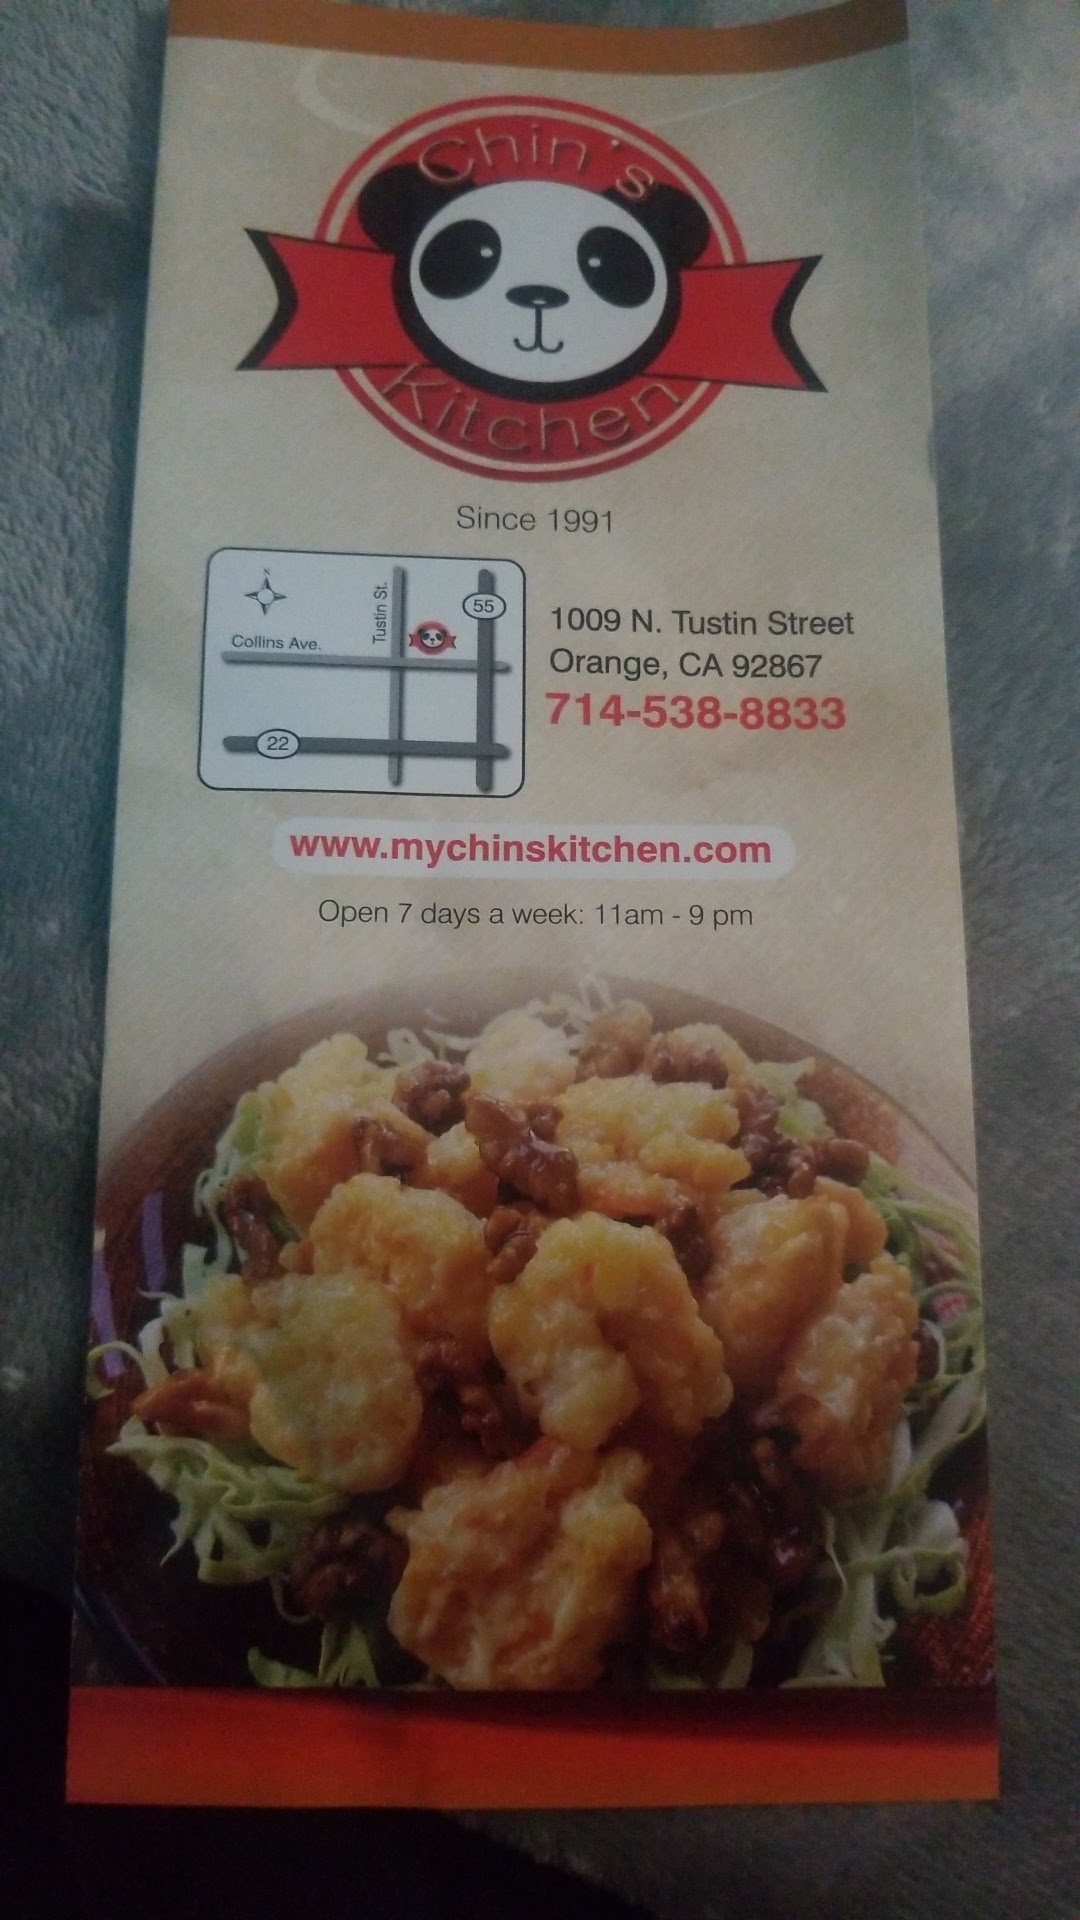 Chin's
Kitchen
Since 1991
N
Tustin St.
55
Collins Ave.
22
1009 N. Tustin Street
Orange, CA 92867
714-538-8833
www.mychinskitchen.com
Open 7 days a week: 11am - 9 pm